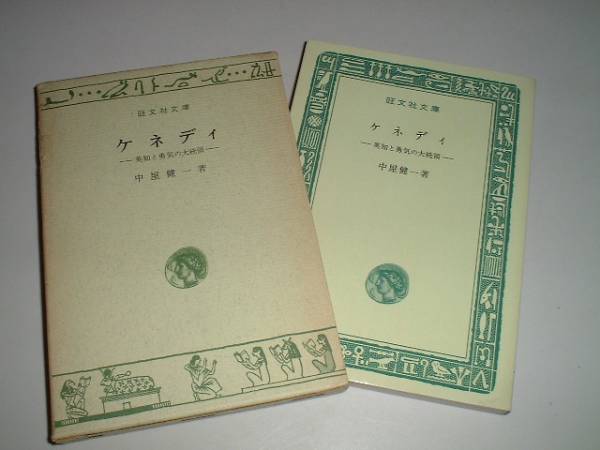 旺文社文庫
ケネディ
―英知と勇気の大統領―
中屋健一著
旺文社文庫
ケネディ
―英知と勇気の大統領―
中屋健一著